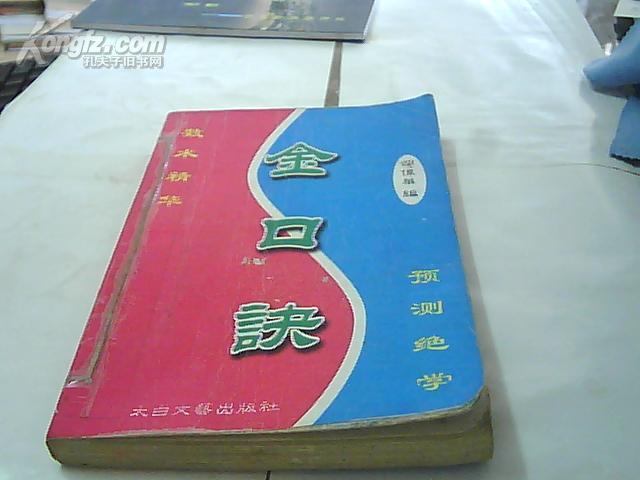 Kongfz.com
孔夫子旧书网
数术精华
金口訣
预测绝学
太白文藝出版社